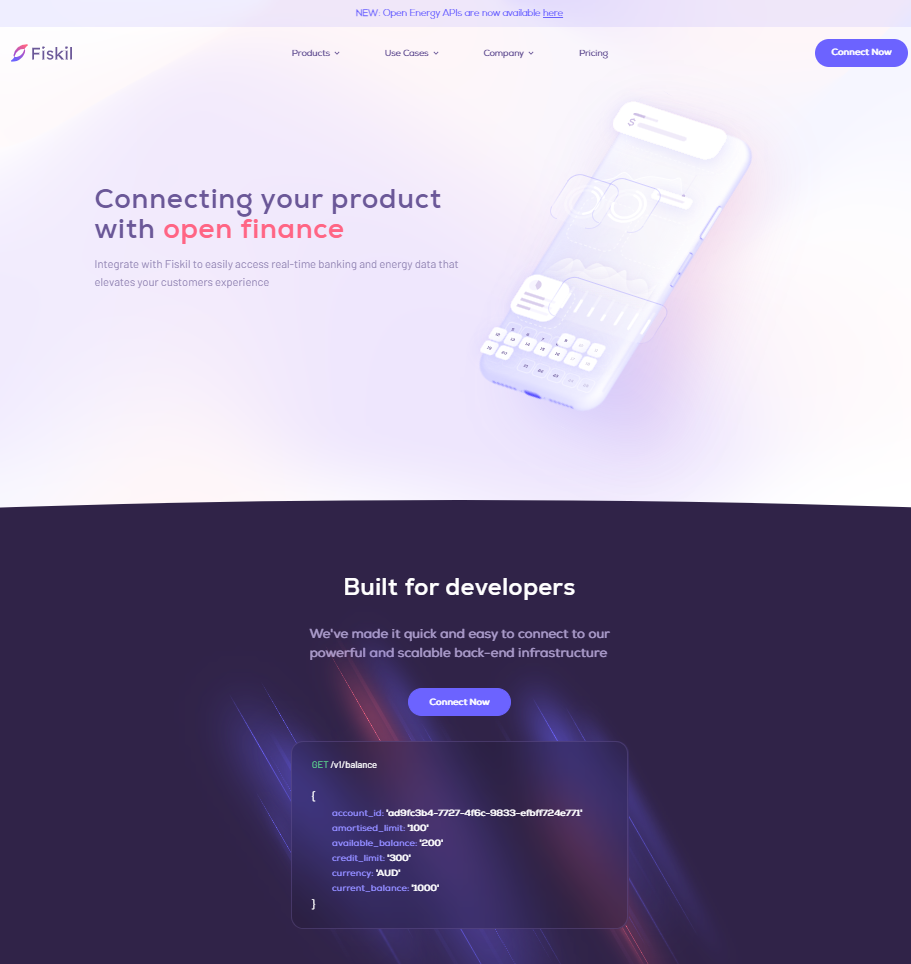 NEW: Open Energy APIs are now available here
Fiskil
Products
Use Cases
Company
Pricing
Connect Now
$
Connecting your product
with open finance
Integrate with Fiskil to easily access real-time banking and energy data that
elevates your customers experience
Built for developers
We've made it quick and easy to connect to our
powerful and scalable back-end infrastructure
Connect Now
GET /v1/balance
{
account_id: "ad9fc3b4-7727-4f6c-9833-efbff724e771"
amortised_limit: "100"
available_balance: "200"
credit_limit: "300"
currency: "AUD"
current_balance: "1000"
}